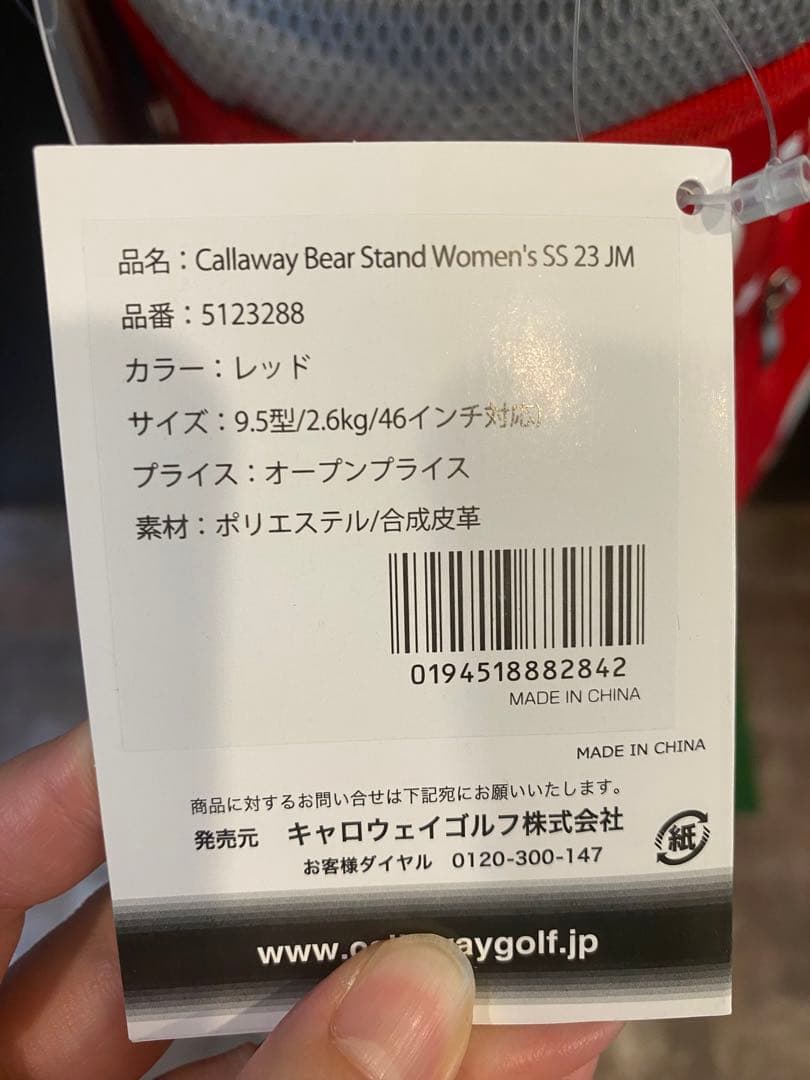 品名：Callaway Bear Stand Women's SS 23 JM
品番：5123288
カラー：レッド
サイズ：9.5型/2.6kg/46インチ対応
プライス：オープンプライス
素材：ポリエステル/合成皮革
0194518882842
MADE IN CHINA
MADE IN CHINA
商品に対するお問い合せは下記宛にお願いいたします。
発売元 キャロウェイゴルフ株式会社
お客様ダイヤル 0120-300-147
紙
www.callawaygolf.jp